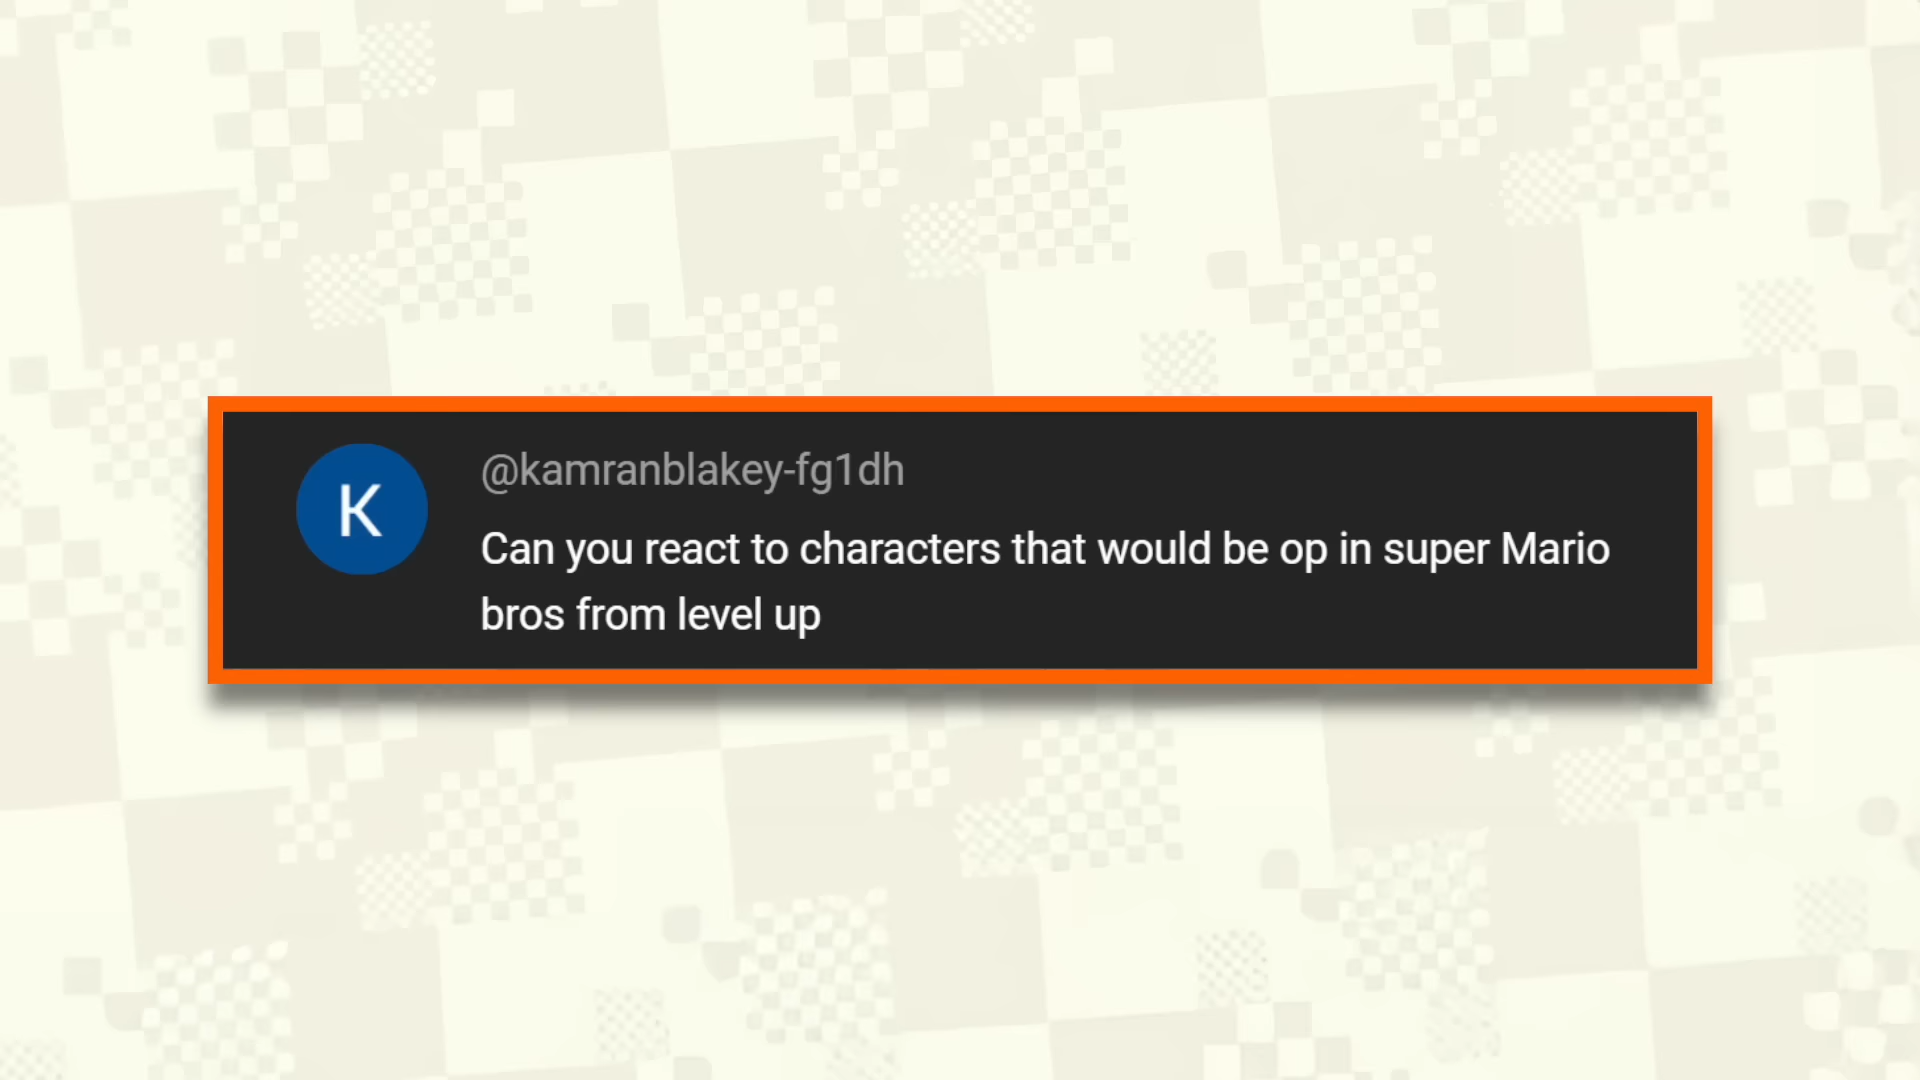 K
@kamranblakey-fg1dh
Can you react to characters that would be op in super Mario
bros from level up